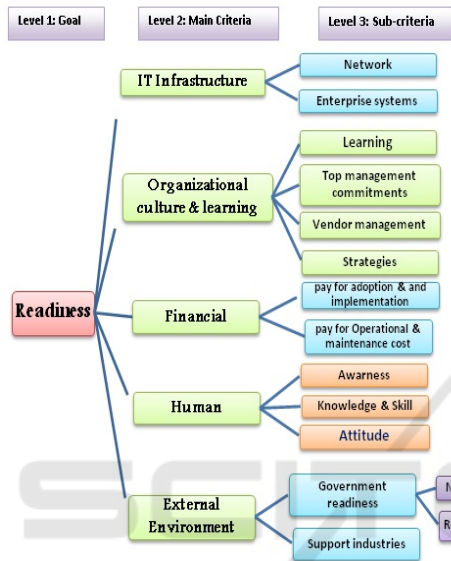 Level 1: Goal
Level 2: Main Criteria
Level 3: Sub-criteria
Readiness
IT Infrastructure
Network
Enterprise systems
Organizational
culture & learning
Learning
Top management
commitments
Vendor management
Strategies
Financial
pay for adoption & and
implementation
pay for Operational &
maintenance cost
Human
Awarness
Knowledge & Skill
Attitude
External
Environment
Government
readiness
Support industries